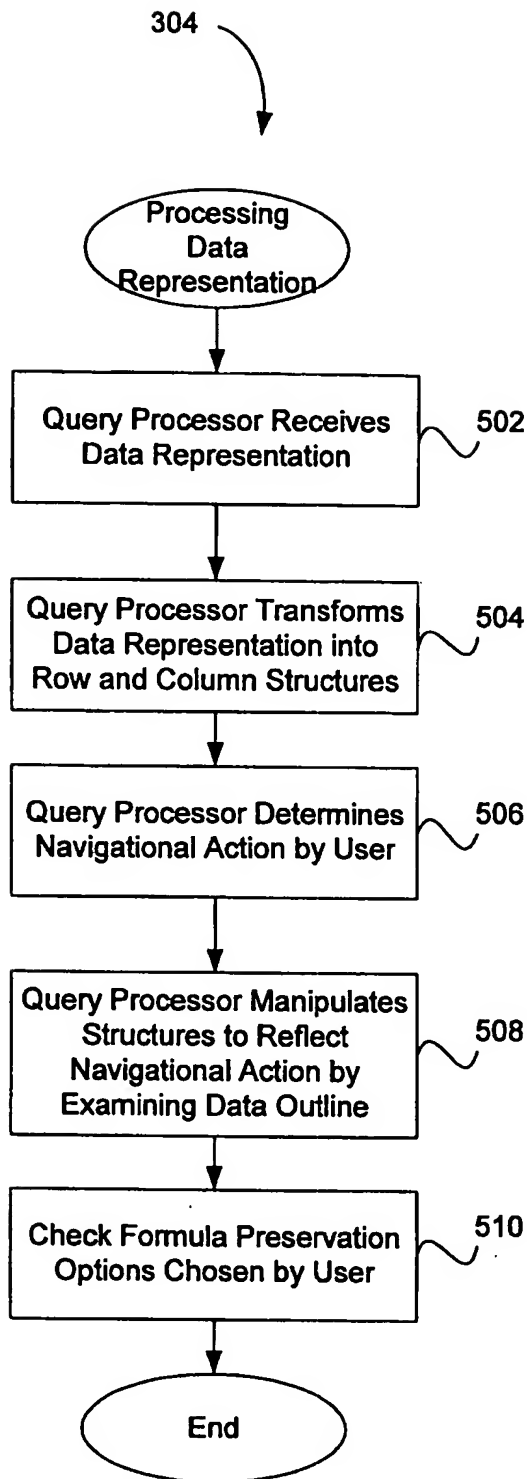 304
Processing
Data
Representation
Query Processor Receives
Data Representation
502
Query Processor Transforms
Data Representation into
Row and Column Structures
504
Query Processor Determines
Navigational Action by User
506
Query Processor Manipulates
Structures to Reflect
Navigational Action by
Examining Data Outline
508
Check Formula Preservation
Options Chosen by User
510
End